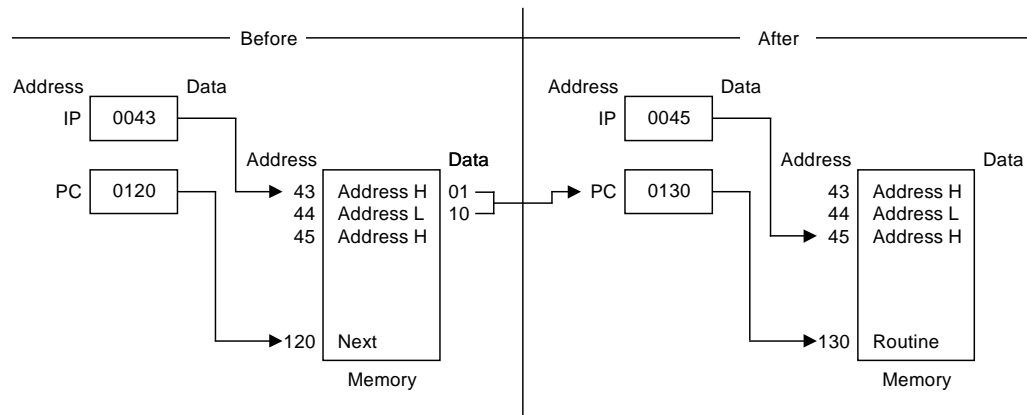 Before
Address Data
IP 0043
Address Data
PC 0120 43 Address H 01
44 Address L 10
45 Address H
120 Next
Memory
After
Address Data
IP 0045
Address Data
PC 0130 43 Address H
44 Address L
45 Address H
130 Routine
Memory